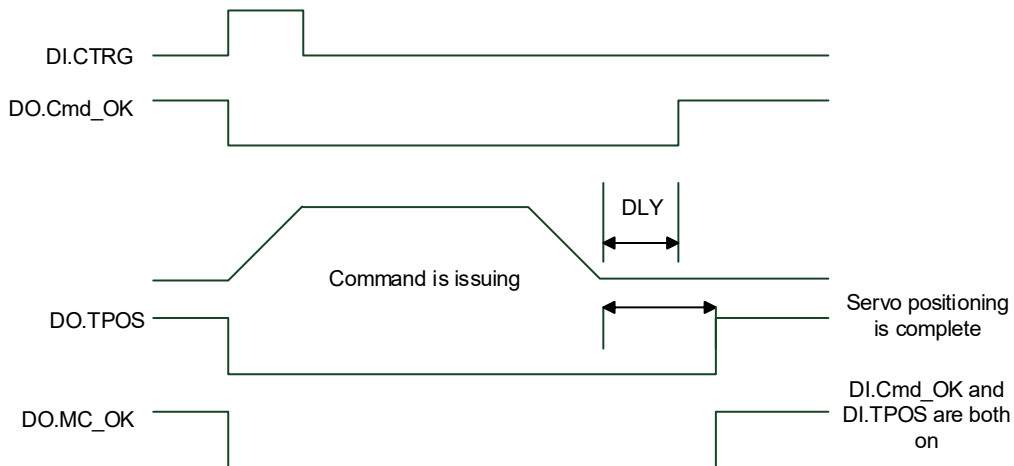 DI.CTRG
DO.Cmd_OK
DLY
Command is issuing
DO.TPOS
Servo positioning
is complete
DO.MC_OK
DI.Cmd_OK and
DI.TPOS are both
on